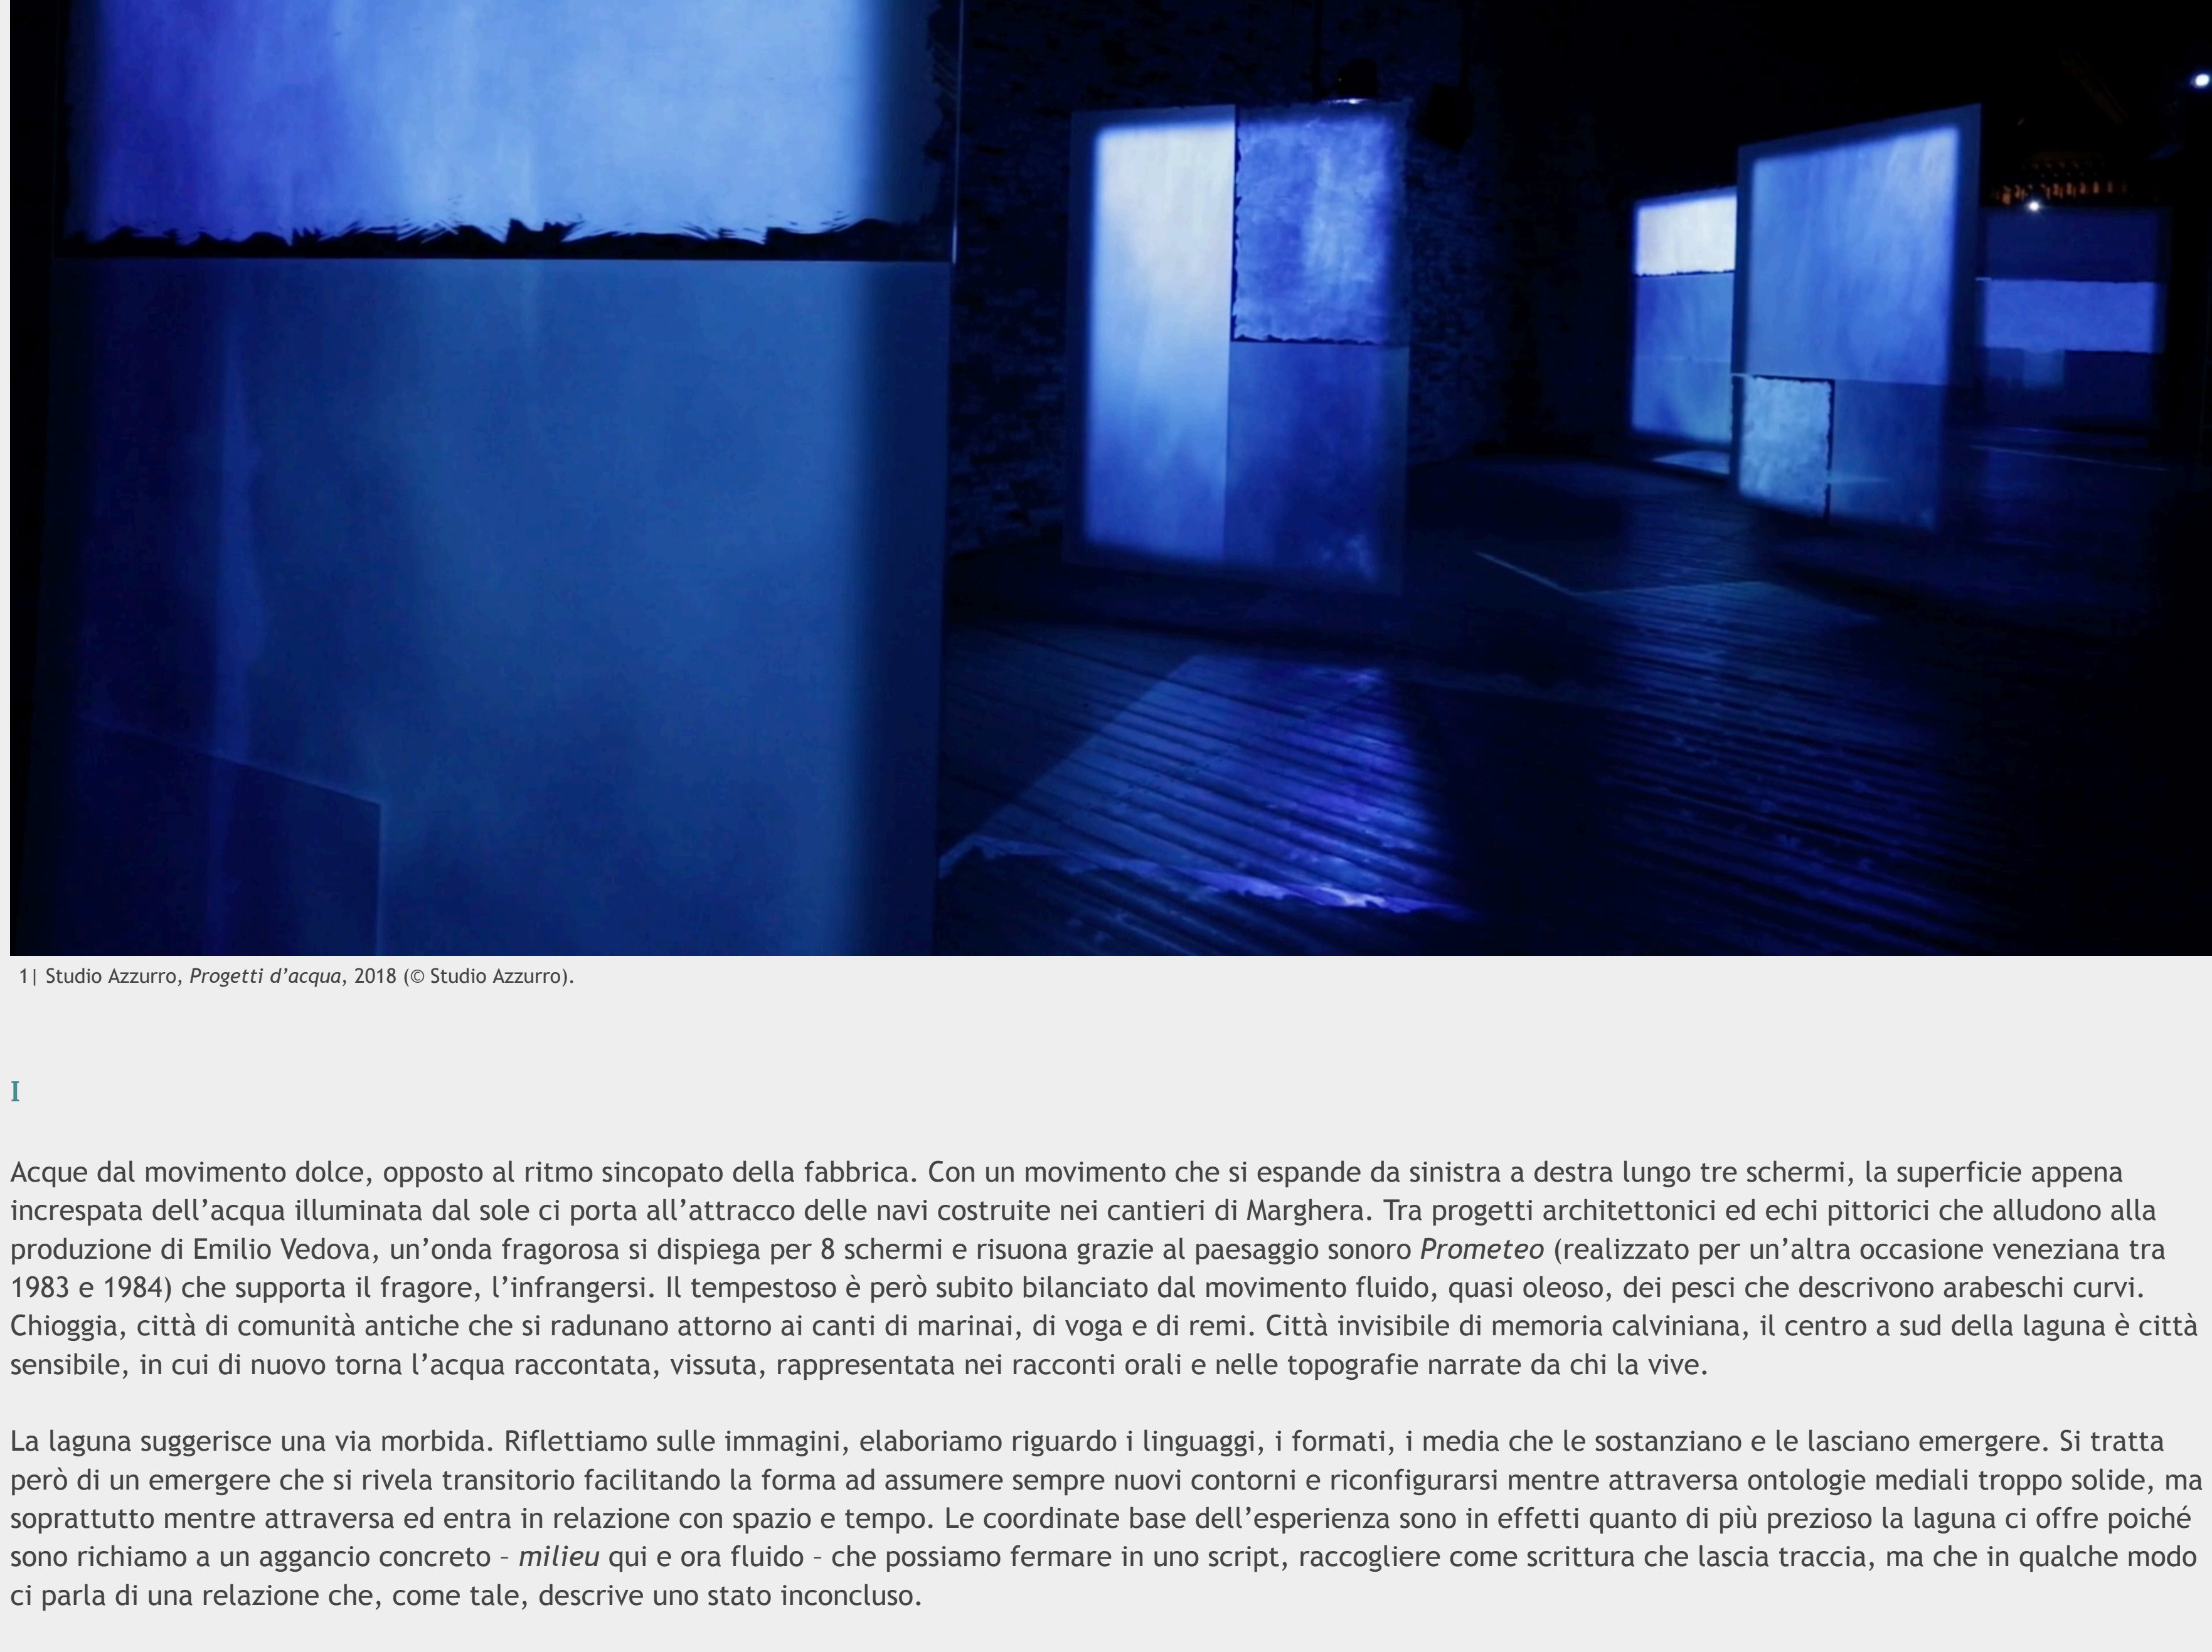 1| Studio Azzurro, Progetti d’acqua, 2018 (© Studio Azzurro).
I
Acque dal movimento dolce, opposto al ritmo sincopato della fabbrica. Con un movimento che si espande da sinistra a destra lungo tre schermi, la superficie appena
increspata dell’acqua illuminata dal sole ci porta all’attracco delle navi costruite nei cantieri di Marghera. Tra progetti architettonici ed echi pittorici che alludono alla
produzione di Emilio Vedova, un’onda fragorosa si dispiega per 8 schermi e risuona grazie al paesaggio sonoro Prometeo (realizzato per un’altra occasione veneziana tra
1983 e 1984) che supporta il fragore, l’infrangersi. Il tempestoso è però subito bilanciato dal movimento fluido, quasi oleoso, dei pesci che descrivono arabeschi curvi.
Chioggia, città di comunità antiche che si radunano attorno ai canti di marinai, di voga e di remi. Città invisibile di memoria calviniana, il centro a sud della laguna è città
sensibile, in cui di nuovo torna l’acqua raccontata, vissuta, rappresentata nei racconti orali e nelle topografie narrate da chi la vive.
La laguna suggerisce una via morbida. Riflettiamo sulle immagini, elaboriamo riguardo i linguaggi, i formati, i media che le sostanziano e le lasciano emergere. Si tratta
però di un emergere che si rivela transitorio facilitando la forma ad assumere sempre nuovi contorni e riconfigurarsi mentre attraversa ontologie mediali troppo solide, ma
soprattutto mentre attraversa ed entra in relazione con spazio e tempo. Le coordinate base dell’esperienza sono in effetti quanto di più prezioso la laguna ci offre poiché
sono richiamo a un aggancio concreto – milieu qui e ora fluido – che possiamo fermare in uno script, raccogliere come scrittura che lascia traccia, ma che in qualche modo
ci parla di una relazione che, come tale, descrive uno stato inconcluso.